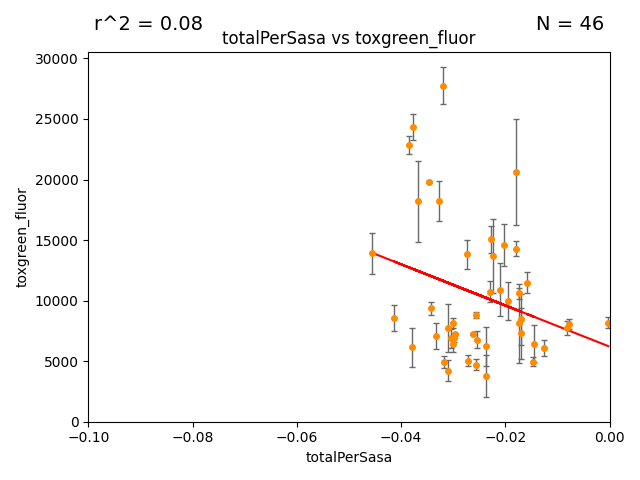 r^2 = 0.08
N = 46
totalPerSasa vs toxgreen_fluor
30000
25000
20000
15000
10000
5000
0
toxgreen_fluor
−0.10
−0.08
−0.06
−0.04
−0.02
0.00
totalPerSasa